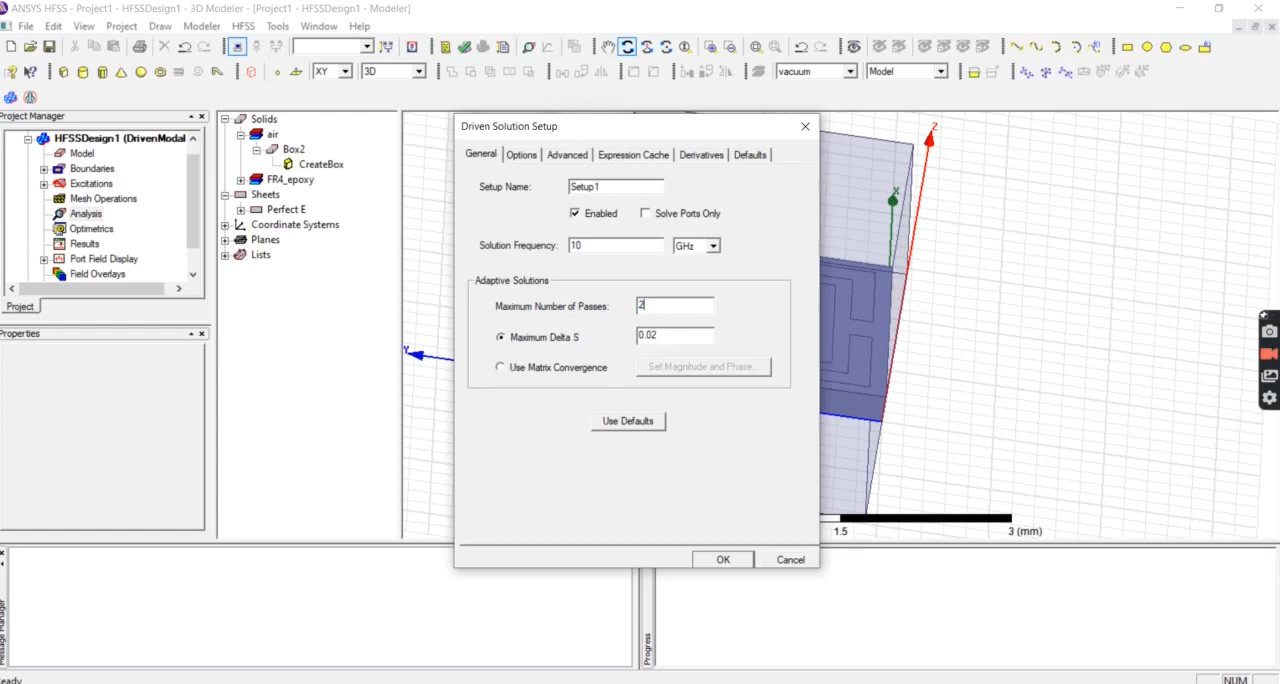 ANSYS HFSS - Project1 - HFSSDesign1 - 3D Modeler - [Project1 - HFSSDesign1 - Modeler]
File Edit View Project Draw Modeler HFSS Tools Window Help
XY 3D vacuum Model
Project Manager
HFSSDesign1 (DrivenModal
Model
Boundaries
Excitations
Mesh Operations
Analysis
Optimetrics
Results
Port Field Display
Field Overlays
Project
Properties
Solids
air
Box2
CreateBox
FR4_epoxy
Sheets
Perfect E
Coordinate Systems
Planes
Lists
Driven Solution Setup
General Options Advanced Expression Cache Derivatives Defaults
Setup Name: Setup1
Enabled Solve Ports Only
Solution Frequency: 10 GHz
Adaptive Solutions
Maximum Number of Passes: 2
Maximum Delta S 0.02
Use Matrix Convergence Set Magnitude and Phase...
Use Defaults
OK Cancel
Z
X
Y
1.5 3 (mm)
Message Manager
Progress
eady
NUM